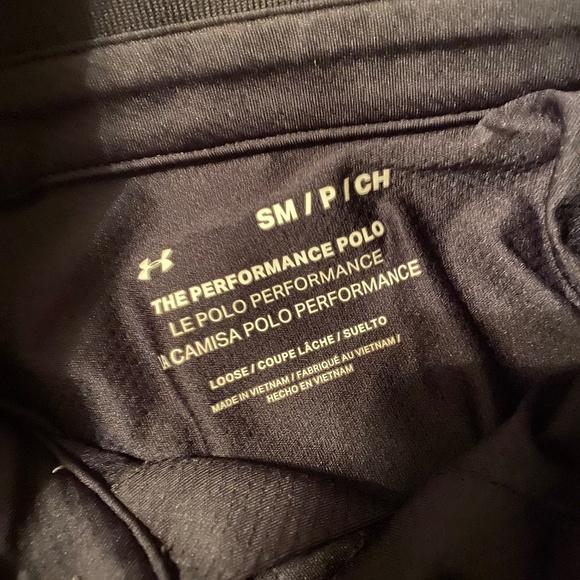 SM / P / CH
THE PERFORMANCE POLO
LE POLO PERFORMANCE
LA CAMISA POLO PERFORMANCE
LOOSE / COUPE LÂCHE / SUELTO
MADE IN VIETNAM / FABRIQUÉ AU VIETNAM /
HECHO EN VIETNAM